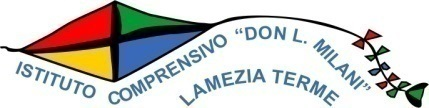 ISTITUTO COMPRENSIVO "DON L. MILANI"
LAMEZIA TERME